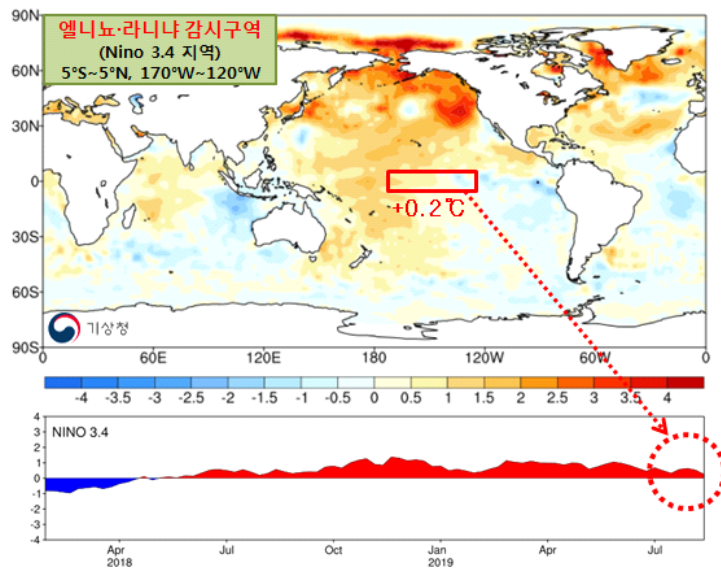 엘니뇨·라니냐 감시구역
(Nino 3.4 지역)
5°S~5°N, 170°W~120°W
90N
60N
30N
0
30S
60S
90S
+0.2℃
기상청
0 60E 120E 180 120W 60W 0
-4 -3.5 -3 -2.5 -2 -1.5 -1 -0.5 0 0.5 1 1.5 2 2.5 3 3.5 4
NINO 3.4
4
3
2
1
0
-1
-2
-3
-4
Apr Jul Oct Jan Apr Jul
2018 2019